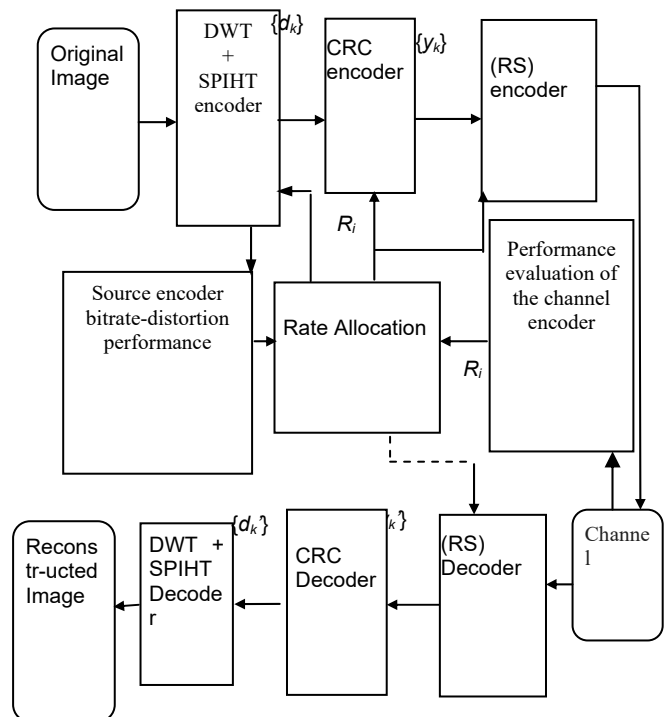 Original
Image
DWT
+
SPIHT
encoder
{dₖ}
CRC
encoder
{yₖ}
(RS)
encoder
Rᵢ
Source encoder
bitrate-distortion
performance
Rate Allocation
Performance
evaluation of
the channel
encoder
Rᵢ
Recons
tr-ucted
Image
DWT +
SPIHT
Decode
r
{dₖ’}
CRC
Decoder
ₖ’}
(RS)
Decoder
Channe
l